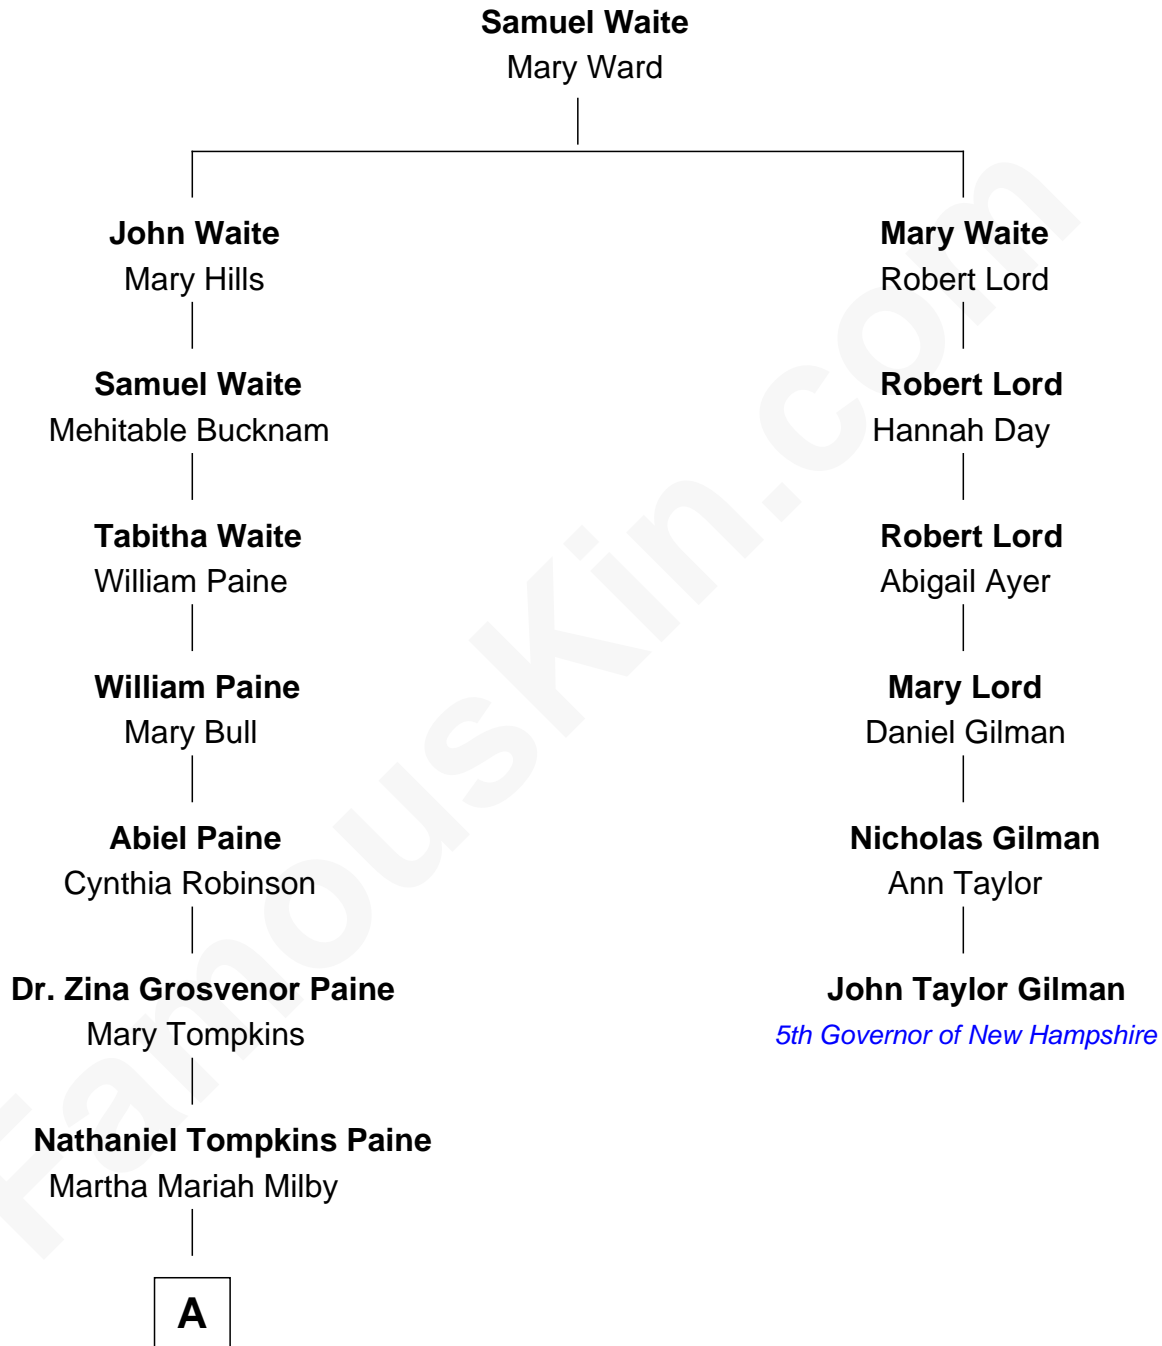 Samuel Waite
Mary Ward
John Waite
Mary Hills
Mary Waite
Robert Lord
Samuel Waite
Mehitable Bucknam
Robert Lord
Hannah Day
Tabitha Waite
William Paine
Robert Lord
Abigail Ayer
William Paine
Mary Bull
Mary Lord
Daniel Gilman
Abiel Paine
Cynthia Robinson
Nicholas Gilman
Ann Taylor
Dr. Zina Grosvenor Paine
Mary Tompkins
John Taylor Gilman
5th Governor of New Hampshire
Nathaniel Tompkins Paine
Martha Mariah Milby
A
FamousKin.com